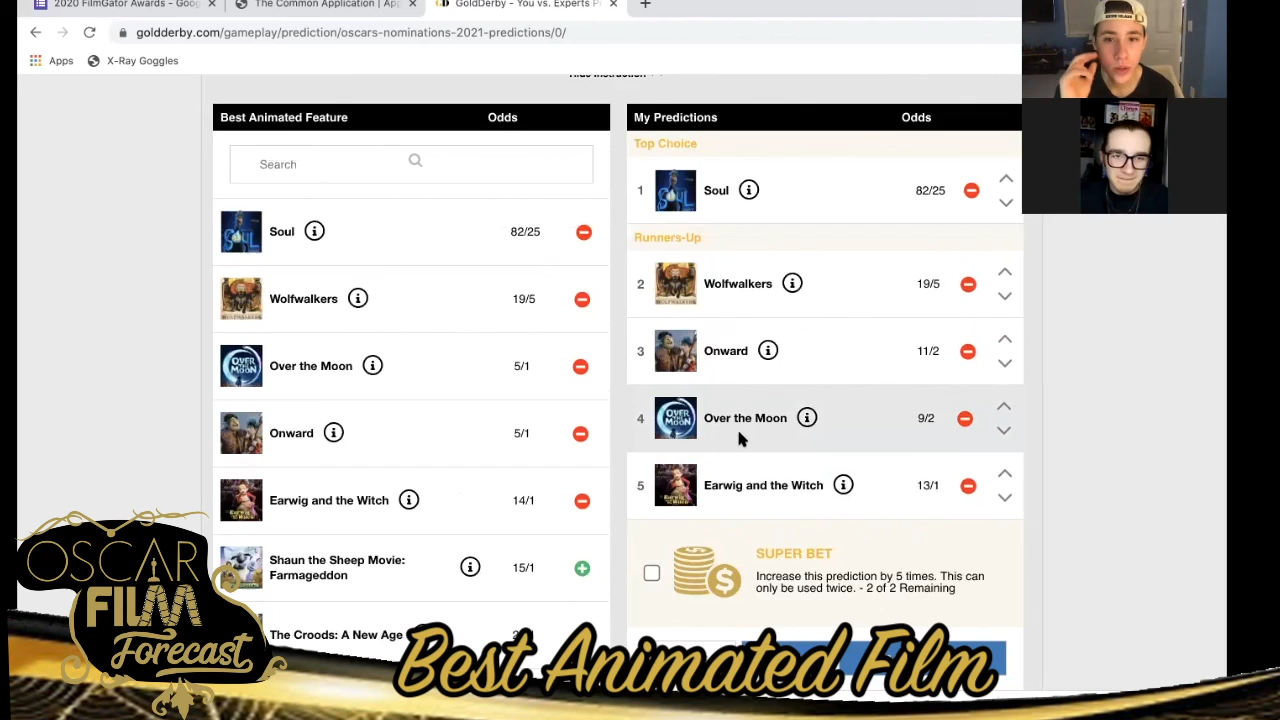 2020 FilmGator Awards - Goog
The Common Application | App
GoldDerby - You vs. Experts P
goldderby.com/gameplay/prediction/oscars-nominations-2021-predictions/0/
Apps
X-Ray Goggles
Best Animated Feature Odds
Search
Soul 82/25
Wolfwalkers 19/5
Over the Moon 5/1
Onward 5/1
Earwig and the Witch 14/1
Shaun the Sheep Movie:
Farmageddon 15/1
The Croods: A New Age
My Predictions Odds
Top Choice
1 Soul 82/25
Runners-Up
2 Wolfwalkers 19/5
3 Onward 11/2
4 Over the Moon 9/2
5 Earwig and the Witch 13/1
SUPER BET
Increase this prediction by 5 times. This can
only be used twice. - 2 of 2 Remaining
OSCAR
FILM
Forecast
Best Animated Film